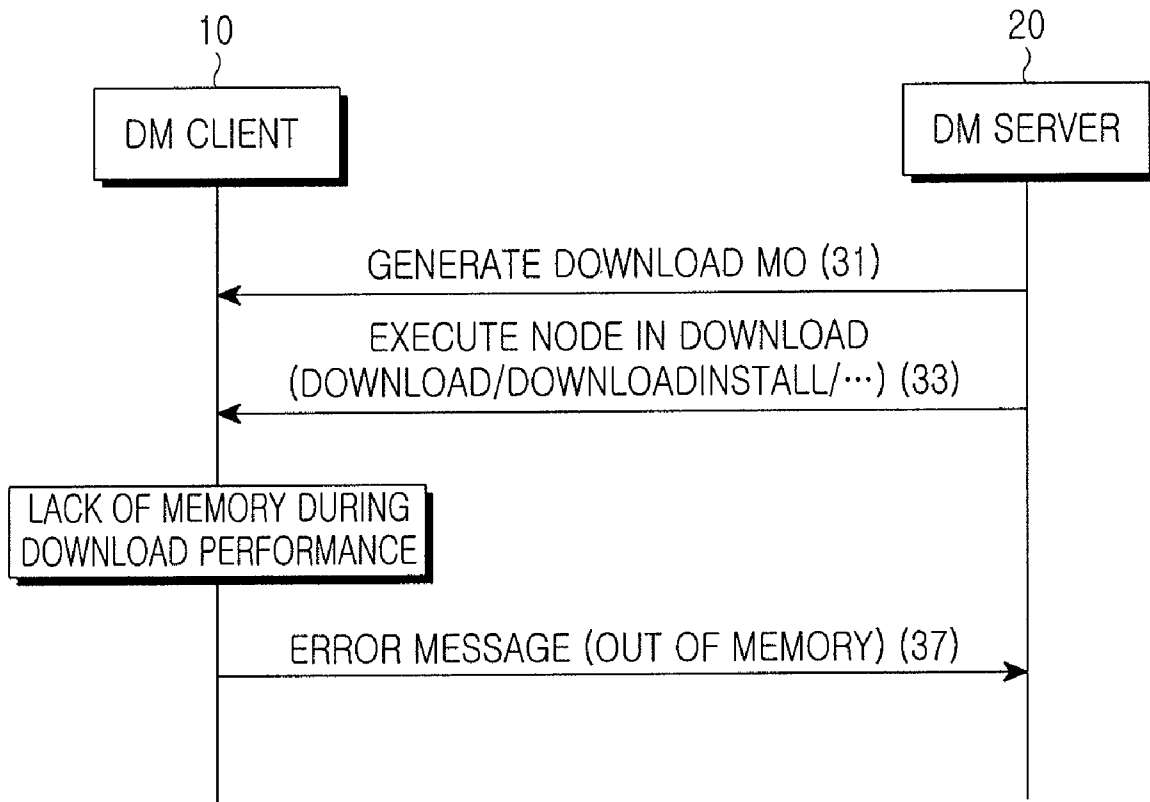 10
20
DM CLIENT
DM SERVER
GENERATE DOWNLOAD MO (31)
EXECUTE NODE IN DOWNLOAD
(DOWNLOAD/DOWNLOADINSTALL/⋯) (33)
LACK OF MEMORY DURING
DOWNLOAD PERFORMANCE
ERROR MESSAGE (OUT OF MEMORY) (37)